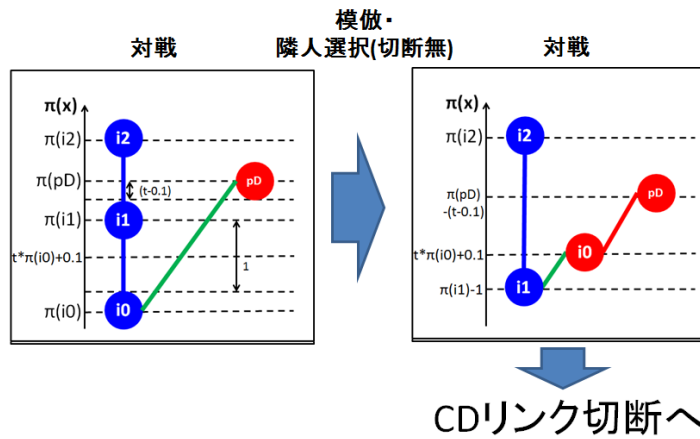 模倣・
対戦 隣人選択(切断無) 対戦
π(x)
i2
π(i2)
pD
π(pD)
(t-0.1)
i1
π(i1)
t*π(i0)+0.1
1
i0
π(i0)
π(x)
i2
π(i2)
pD
π(pD)
-(t-0.1)
i0
t*π(i0)+0.1
i1
π(i1)-1
CDリンク切断へ